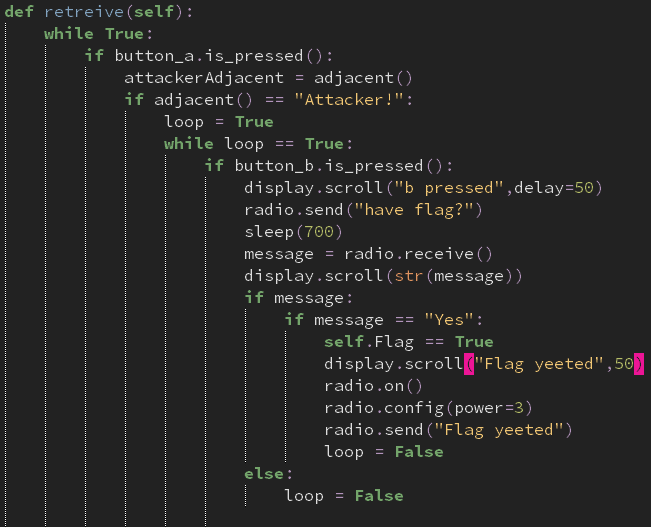 def retreive(self):
while True:
if button_a.is_pressed():
attackerAdjacent = adjacent()
if adjacent() == "Attacker!":
loop = True
while loop == True:
if button_b.is_pressed():
display.scroll("b pressed",delay=50)
radio.send("have flag?")
sleep(700)
message = radio.receive()
display.scroll(str(message))
if message:
if message == "Yes":
self.Flag == True
display.scroll("Flag yeeted",50)
radio.on()
radio.config(power=3)
radio.send("Flag yeeted")
loop = False
else:
loop = False